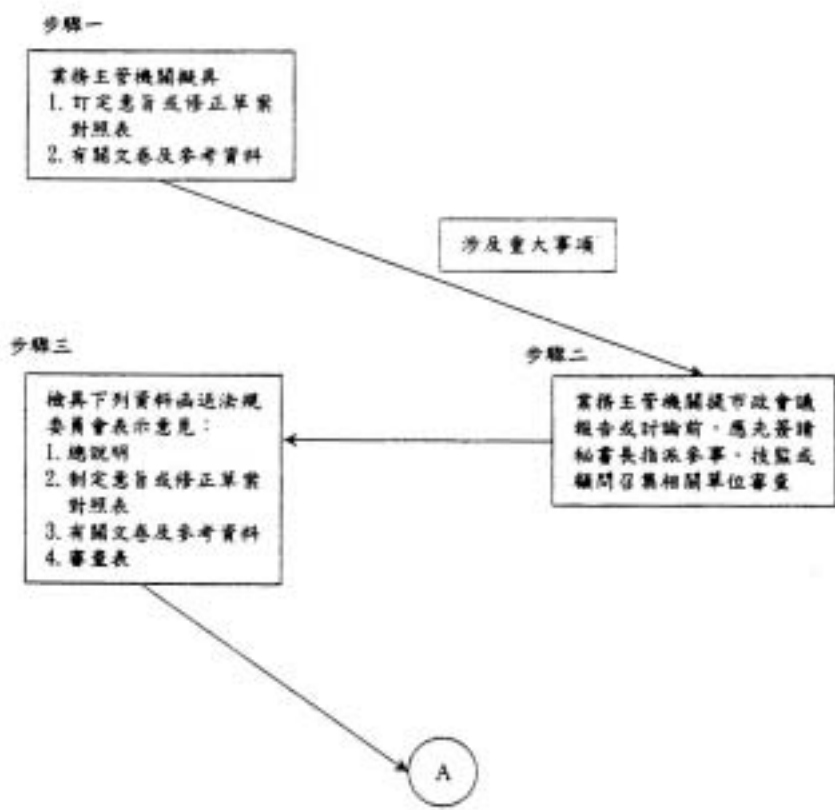 步驟一
業務主管機關擬具
1. 訂定意旨或修正草案
對照表
2. 有關文卷及參考資料
涉及重大事項
步驟二
業務主管機關提市政會議
報告或討論前，應先簽請
秘書長指派參事、技監或
顧問召集相關單位審查
步驟三
檢具下列資料函送法規
委員會表示意見：
1. 總說明
2. 制定意旨或修正草案
對照表
3. 有關文卷及參考資料
4. 審查表
A